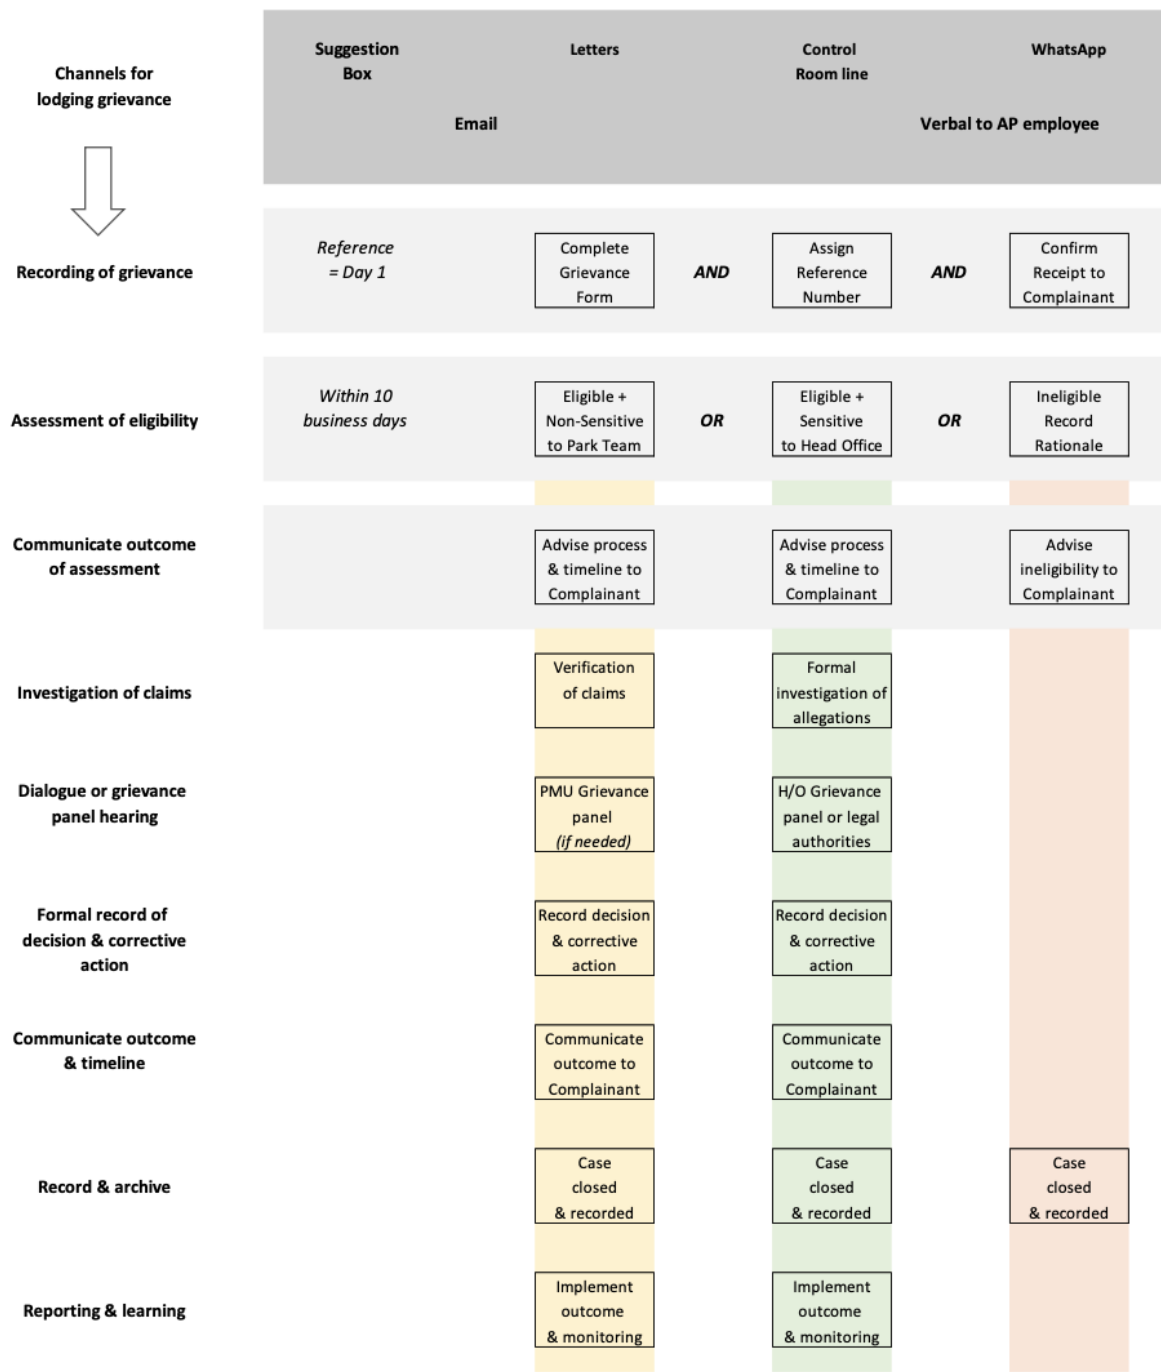 Channels for
lodging grievance
Suggestion
Box
Letters
Control
Room line
WhatsApp
Email
Verbal to AP employee
Recording of grievance
Reference
= Day 1
Complete
Grievance
Form
AND
Assign
Reference
Number
AND
Confirm
Receipt to
Complainant
Assessment of eligibility
Within 10
business days
Eligible +
Non-Sensitive
to Park Team
OR
Eligible +
Sensitive
to Head Office
OR
Ineligible
Record
Rationale
Communicate outcome
of assessment
Advise process
& timeline to
Complainant
Advise process
& timeline to
Complainant
Advise
ineligibility to
Complainant
Investigation of claims
Verification
of claims
Formal
investigation of
allegations
Dialogue or grievance
panel hearing
PMU Grievance
panel
(if needed)
H/O Grievance
panel or legal
authorities
Formal record of
decision & corrective
action
Record decision
& corrective
action
Record decision
& corrective
action
Communicate outcome
& timeline
Communicate
outcome to
Complainant
Communicate
outcome to
Complainant
Record & archive
Case
closed
& recorded
Case
closed
& recorded
Case
closed
& recorded
Reporting & learning
Implement
outcome
& monitoring
Implement
outcome
& monitoring